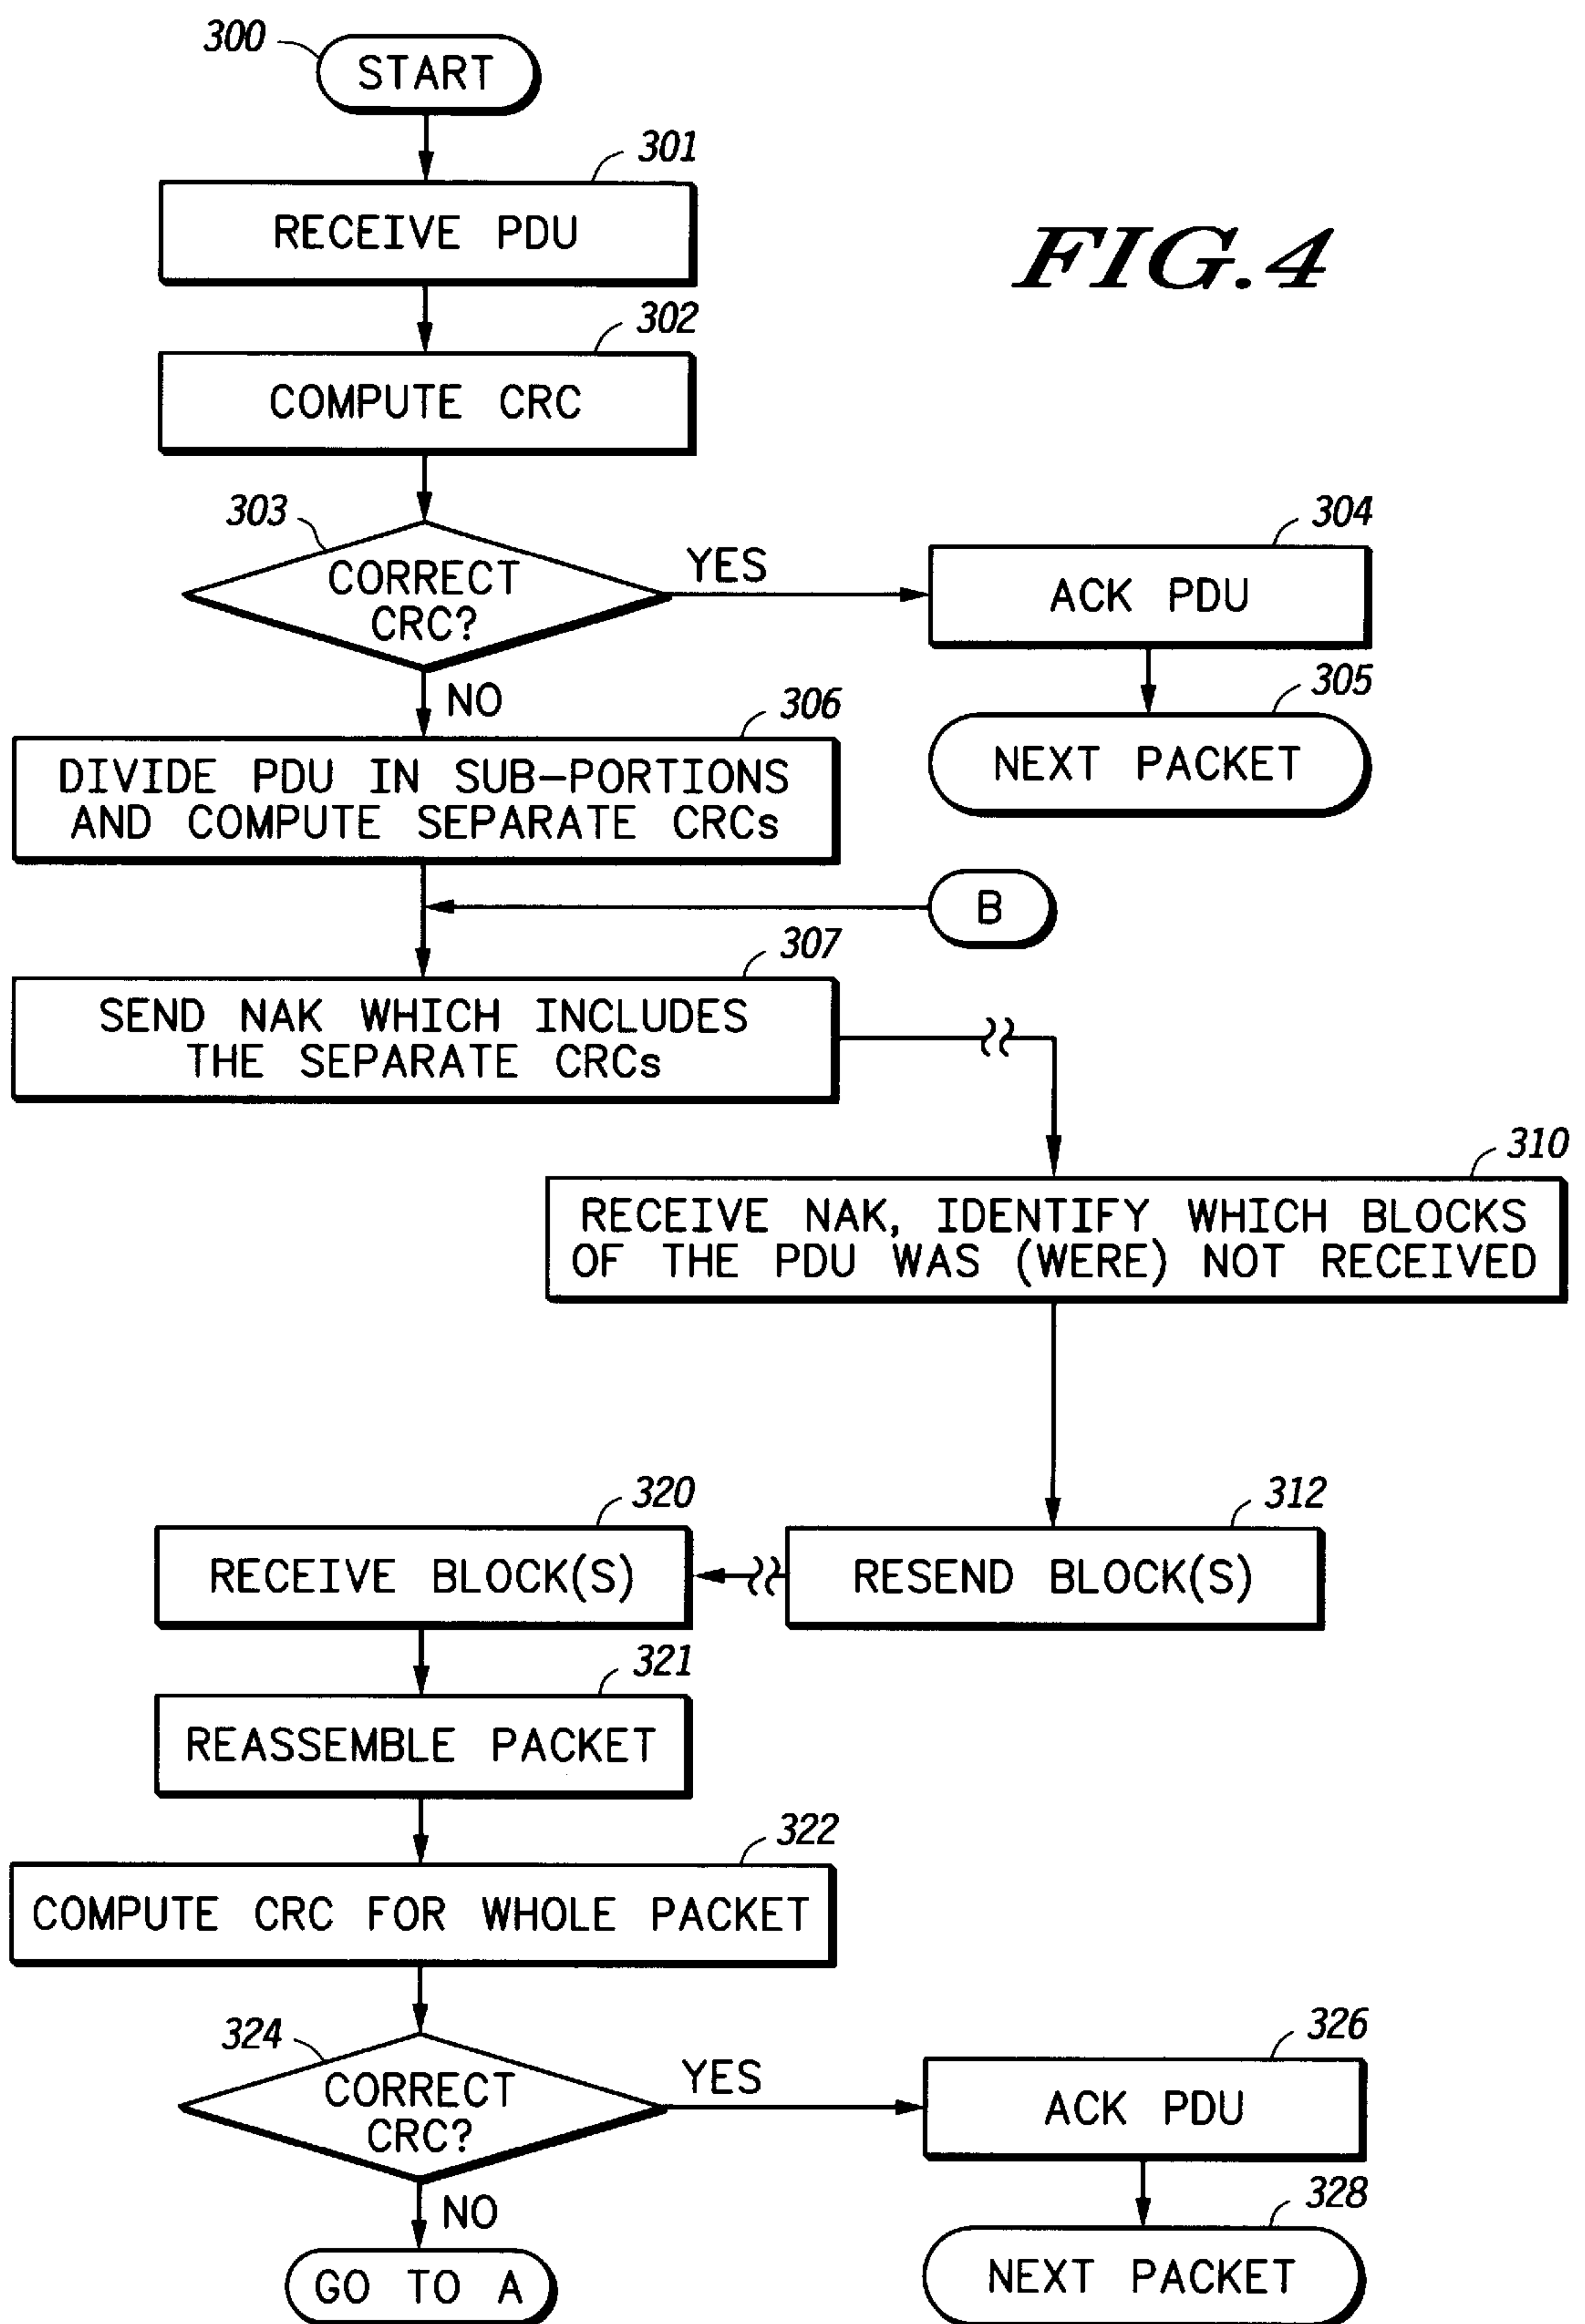 300
START
301
RECEIVE PDU
FIG.4
302
COMPUTE CRC
303
CORRECT
CRC?
YES
304
ACK PDU
NO
305
NEXT PACKET
306
DIVIDE PDU IN SUB-PORTIONS
AND COMPUTE SEPARATE CRCs
B
307
SEND NAK WHICH INCLUDES
THE SEPARATE CRCs
310
RECEIVE NAK, IDENTIFY WHICH BLOCKS
OF THE PDU WAS (WERE) NOT RECEIVED
320
RECEIVE BLOCK(S)
312
RESEND BLOCK(S)
321
REASSEMBLE PACKET
322
COMPUTE CRC FOR WHOLE PACKET
324
CORRECT
CRC?
YES
326
ACK PDU
NO
328
NEXT PACKET
GO TO A